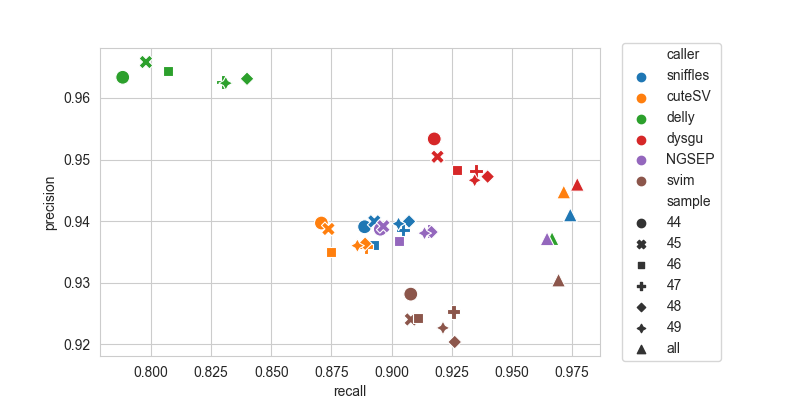 caller
sniffles
cuteSV
delly
dysgu
NGSEP
svim
sample
44
45
46
47
48
49
all
precision
0.96
0.95
0.94
0.93
0.92
0.800 0.825 0.850 0.875 0.900 0.925 0.950 0.975
recall